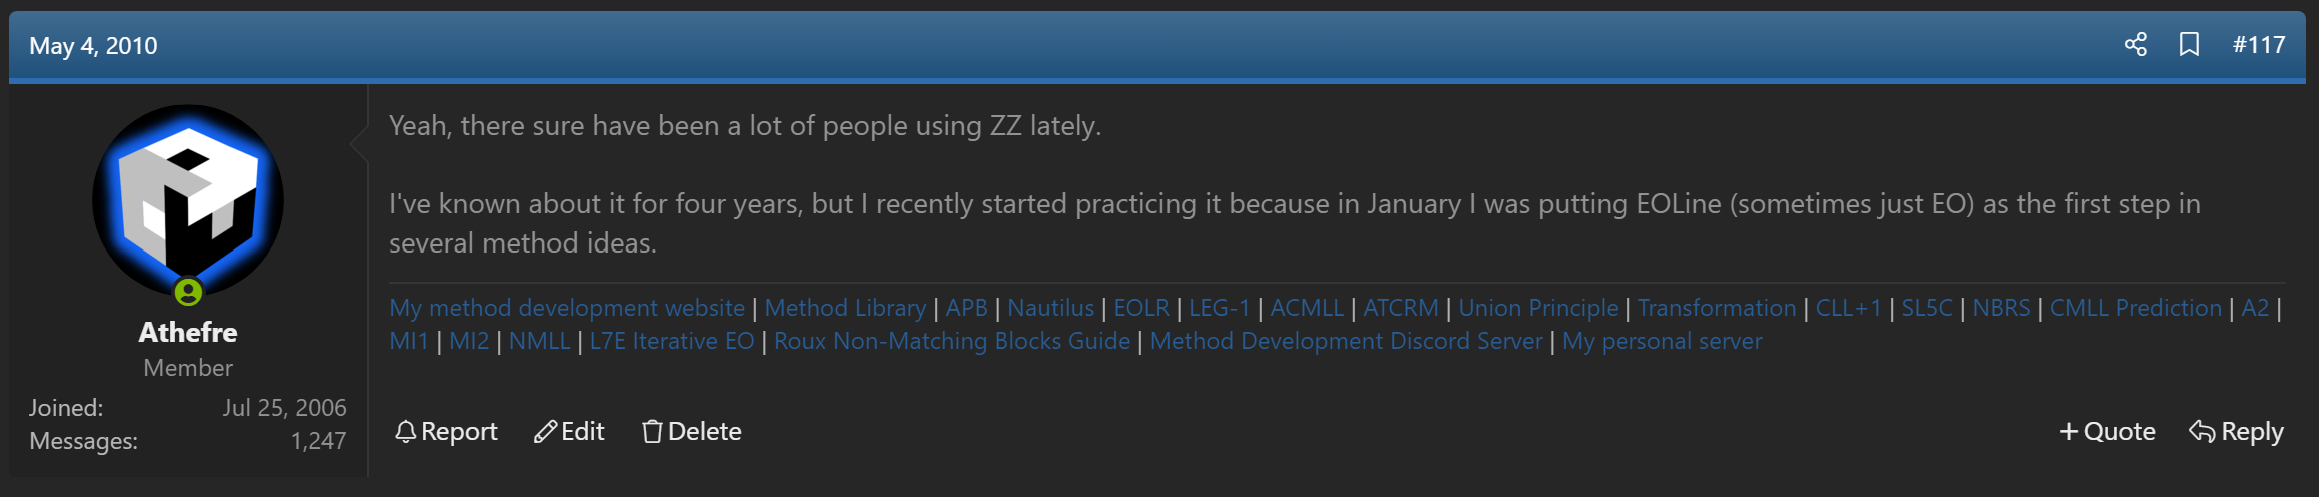 May 4, 2010
#117
Yeah, there sure have been a lot of people using ZZ lately.
I've known about it for four years, but I recently started practicing it because in January I was putting EOLine (sometimes just EO) as the first step in
several method ideas.
My method development website | Method Library | APB | Nautilus | EOLR | LEG-1 | ACMLL | ATCRM | Union Principle | Transformation | CLL+1 | SL5C | NBRS | CMLL Prediction | A2 |
MI1 | MI2 | NMLL | L7E Iterative EO | Roux Non-Matching Blocks Guide | Method Development Discord Server | My personal server
Athefre
Member
Joined: Jul 25, 2006
Messages: 1,247
Report Edit Delete
+ Quote Reply